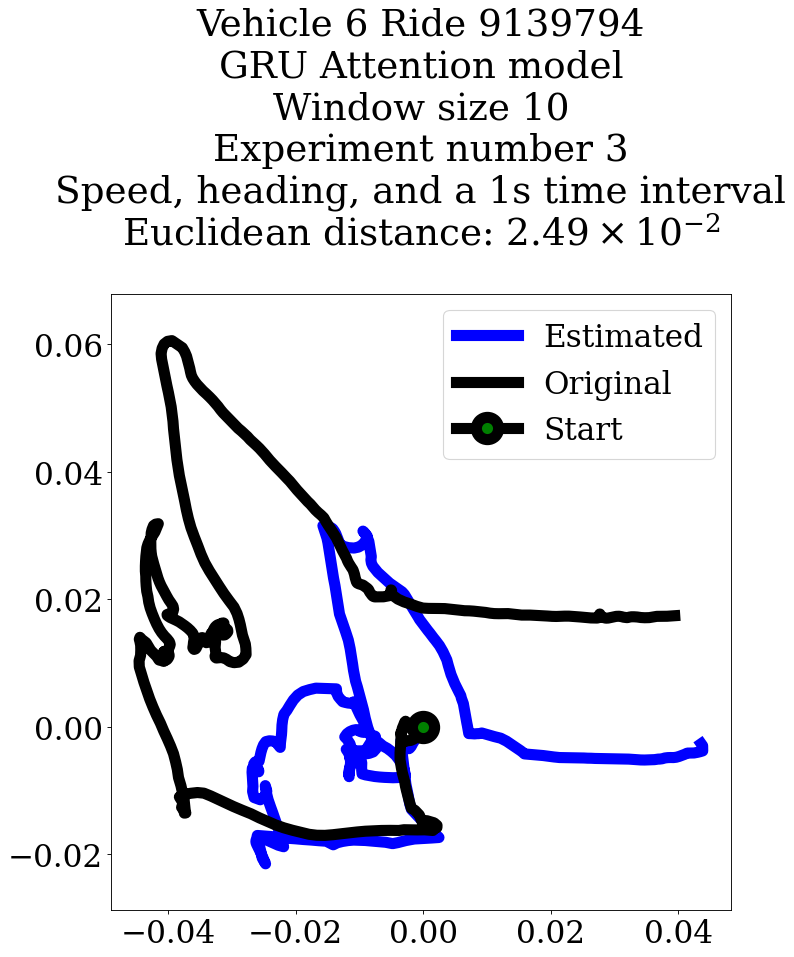 Vehicle 6 Ride 9139794
GRU Attention model
Window size 10
Experiment number 3
Speed, heading, and a 1s time interval
Euclidean distance: 2.49 × 10⁻²
Estimated
Original
Start
0.06
0.04
0.02
0.00
−0.02
−0.04 −0.02 0.00 0.02 0.04